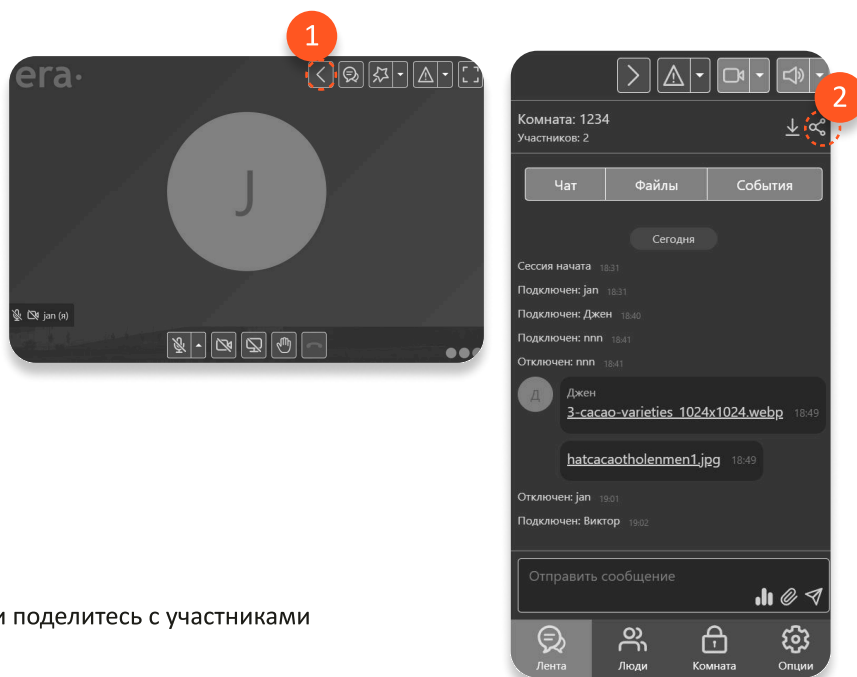 1
era
J
jan (я)
и поделитесь с участниками
2
Комната: 1234
Участников: 2
Чат Файлы События
Сегодня
Сессия начата 18:31
Подключен: jan 18:31
Подключен: Джен 18:40
Подключен: nnn 18:41
Отключен: nnn 18:41
Д
Джен
3-cacao-varieties_1024x1024.webp 18:49
hatcacaotholenmen1.jpg 18:49
Отключен: jan 19:01
Подключен: Виктор 19:02
Отправить сообщение
Лента Люди Комната Опции